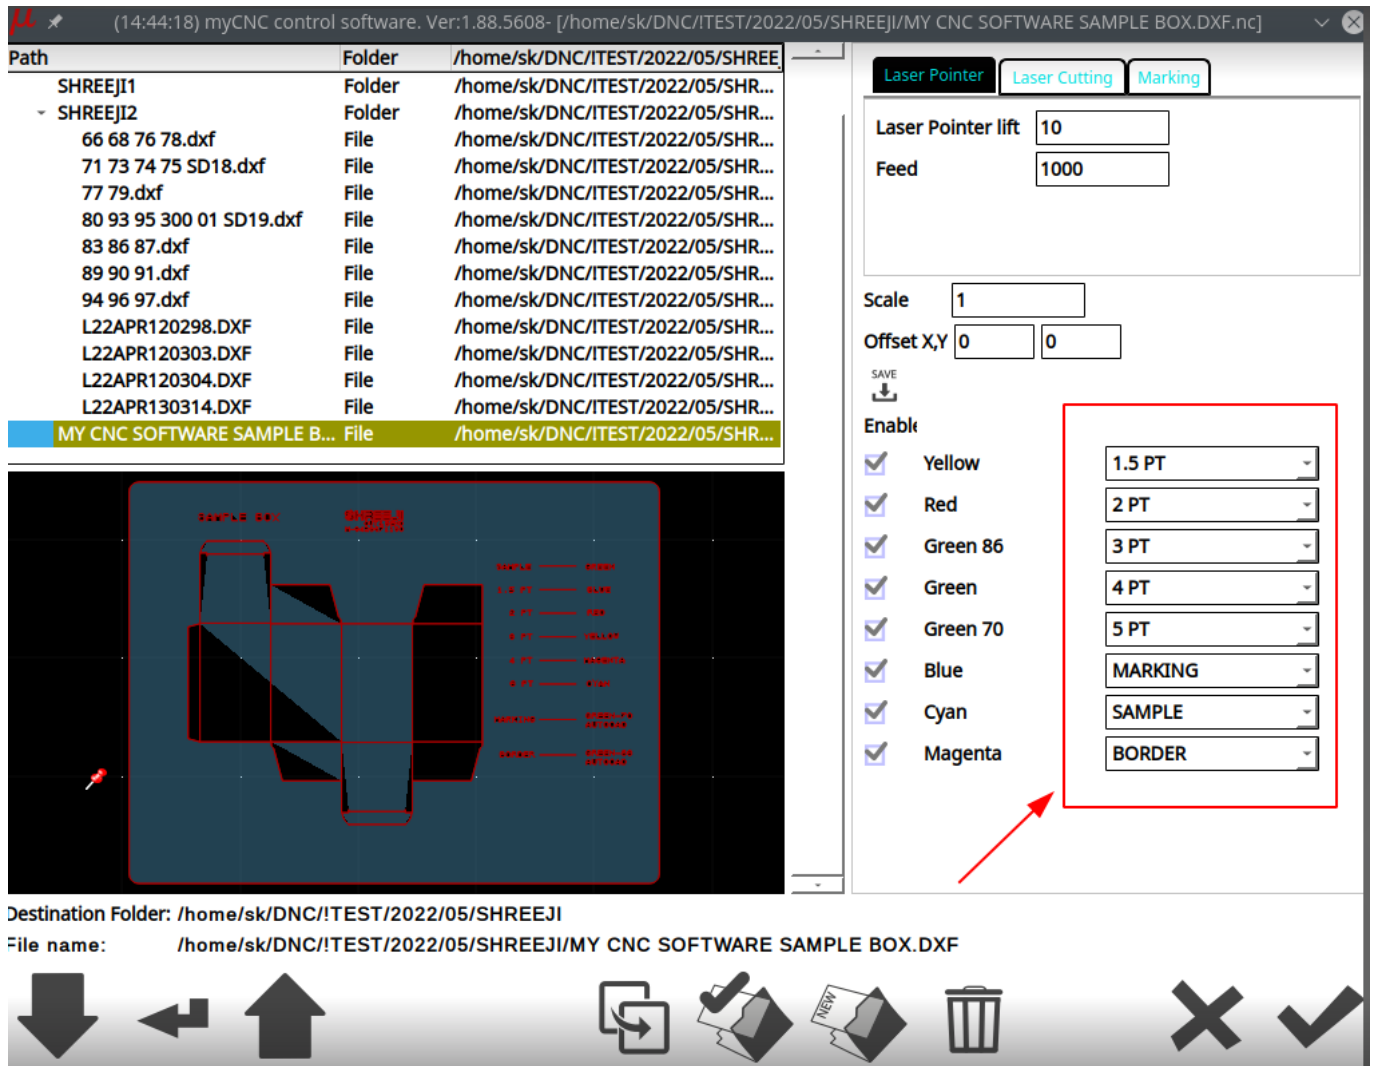 (14:44:18) myCNC control software. Ver:1.88.5608- [/home/sk/DNC/!TEST/2022/05/SHREEJI/MY CNC SOFTWARE SAMPLE BOX.DXF.nc]
Path Folder /home/sk/DNC/!TEST/2022/05/SHREE
SHREEJI1 Folder /home/sk/DNC/!TEST/2022/05/SHR...
SHREEJI2 Folder /home/sk/DNC/!TEST/2022/05/SHR...
66 68 76 78.dxf File /home/sk/DNC/!TEST/2022/05/SHR...
71 73 74 75 SD18.dxf File /home/sk/DNC/!TEST/2022/05/SHR...
77 79.dxf File /home/sk/DNC/!TEST/2022/05/SHR...
80 93 95 300 01 SD19.dxf File /home/sk/DNC/!TEST/2022/05/SHR...
83 86 87.dxf File /home/sk/DNC/!TEST/2022/05/SHR...
89 90 91.dxf File /home/sk/DNC/!TEST/2022/05/SHR...
94 96 97.dxf File /home/sk/DNC/!TEST/2022/05/SHR...
L22APR120298.DXF File /home/sk/DNC/!TEST/2022/05/SHR...
L22APR120303.DXF File /home/sk/DNC/!TEST/2022/05/SHR...
L22APR120304.DXF File /home/sk/DNC/!TEST/2022/05/SHR...
L22APR130314.DXF File /home/sk/DNC/!TEST/2022/05/SHR...
MY CNC SOFTWARE SAMPLE B... File /home/sk/DNC/!TEST/2022/05/SHR...
SAMPLE BOX SHREEJI
Laser Pointer Laser Cutting Marking
Laser Pointer lift 10
Feed 1000
Scale 1
Offset X,Y 0 0
SAVE
Enable
Yellow 1.5 PT
Red 2 PT
Green 86 3 PT
Green 4 PT
Green 70 5 PT
Blue MARKING
Cyan SAMPLE
Magenta BORDER
Destination Folder: /home/sk/DNC/!TEST/2022/05/SHREEJI
File name: /home/sk/DNC/!TEST/2022/05/SHREEJI/MY CNC SOFTWARE SAMPLE BOX.DXF
NEW